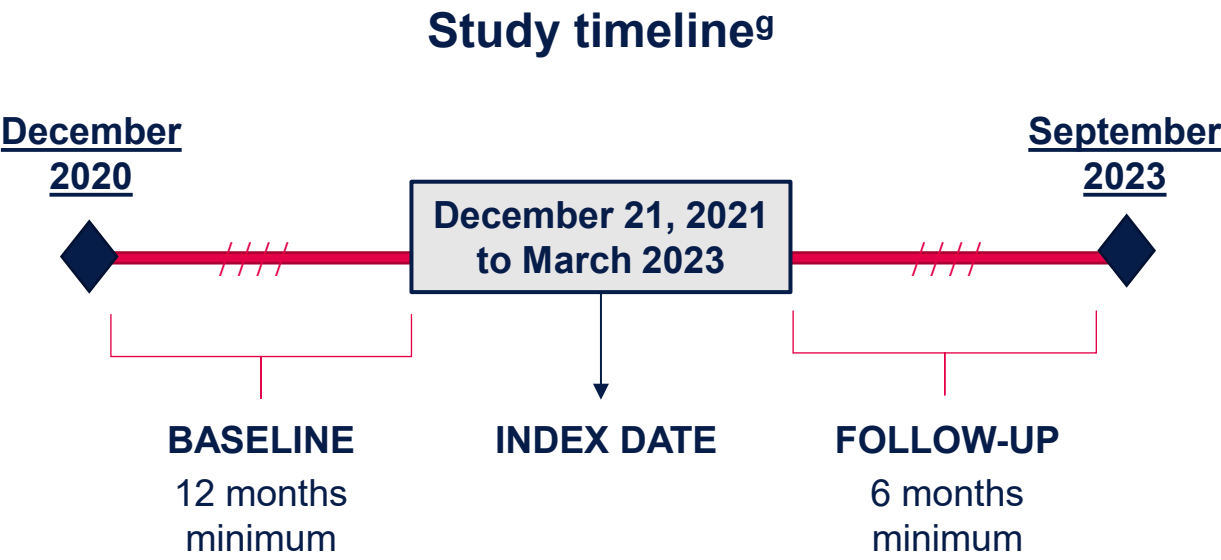 Study timelineᵍ
December
2020
September
2023
December 21, 2021
to March 2023
BASELINE
12 months
minimum
INDEX DATE
FOLLOW-UP
6 months
minimum